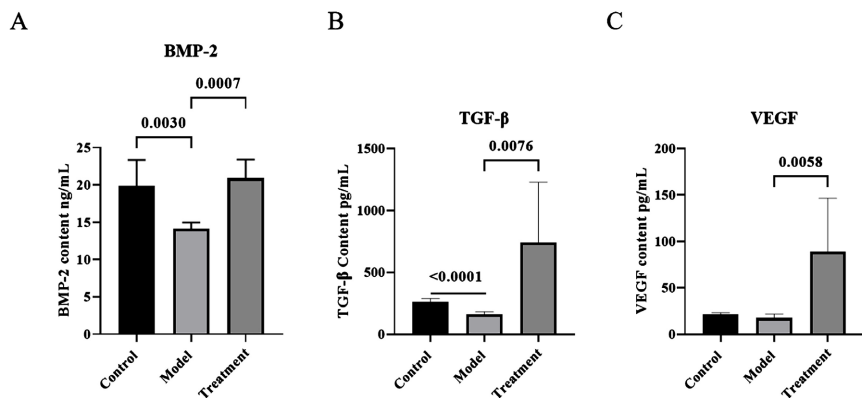 A
BMP-2
0.0007
0.0030
BMP-2 content ng/mL
25
20
15
10
5
0
Control
Model
Treatment
B
TGF-β
0.0076
<0.0001
TGF-β Content pg/mL
1500
1000
500
0
Control
Model
Treatment
C
VEGF
0.0058
VEGF content pg/mL
200
150
100
50
0
Control
Model
Treatment